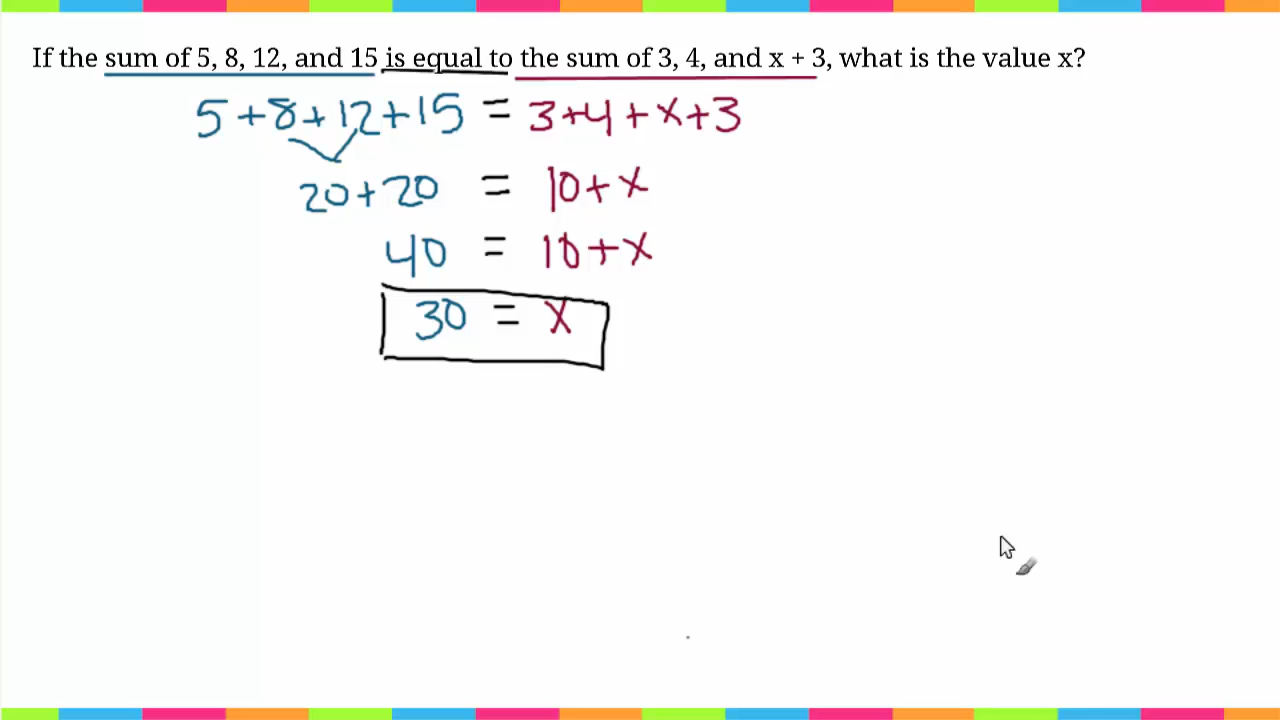 If the sum of 5, 8, 12, and 15 is equal to the sum of 3, 4, and x + 3, what is the value x?
5+8+12+15 = 3+4+x+3
20+20 = 10+x
40 = 10+x
30 = x